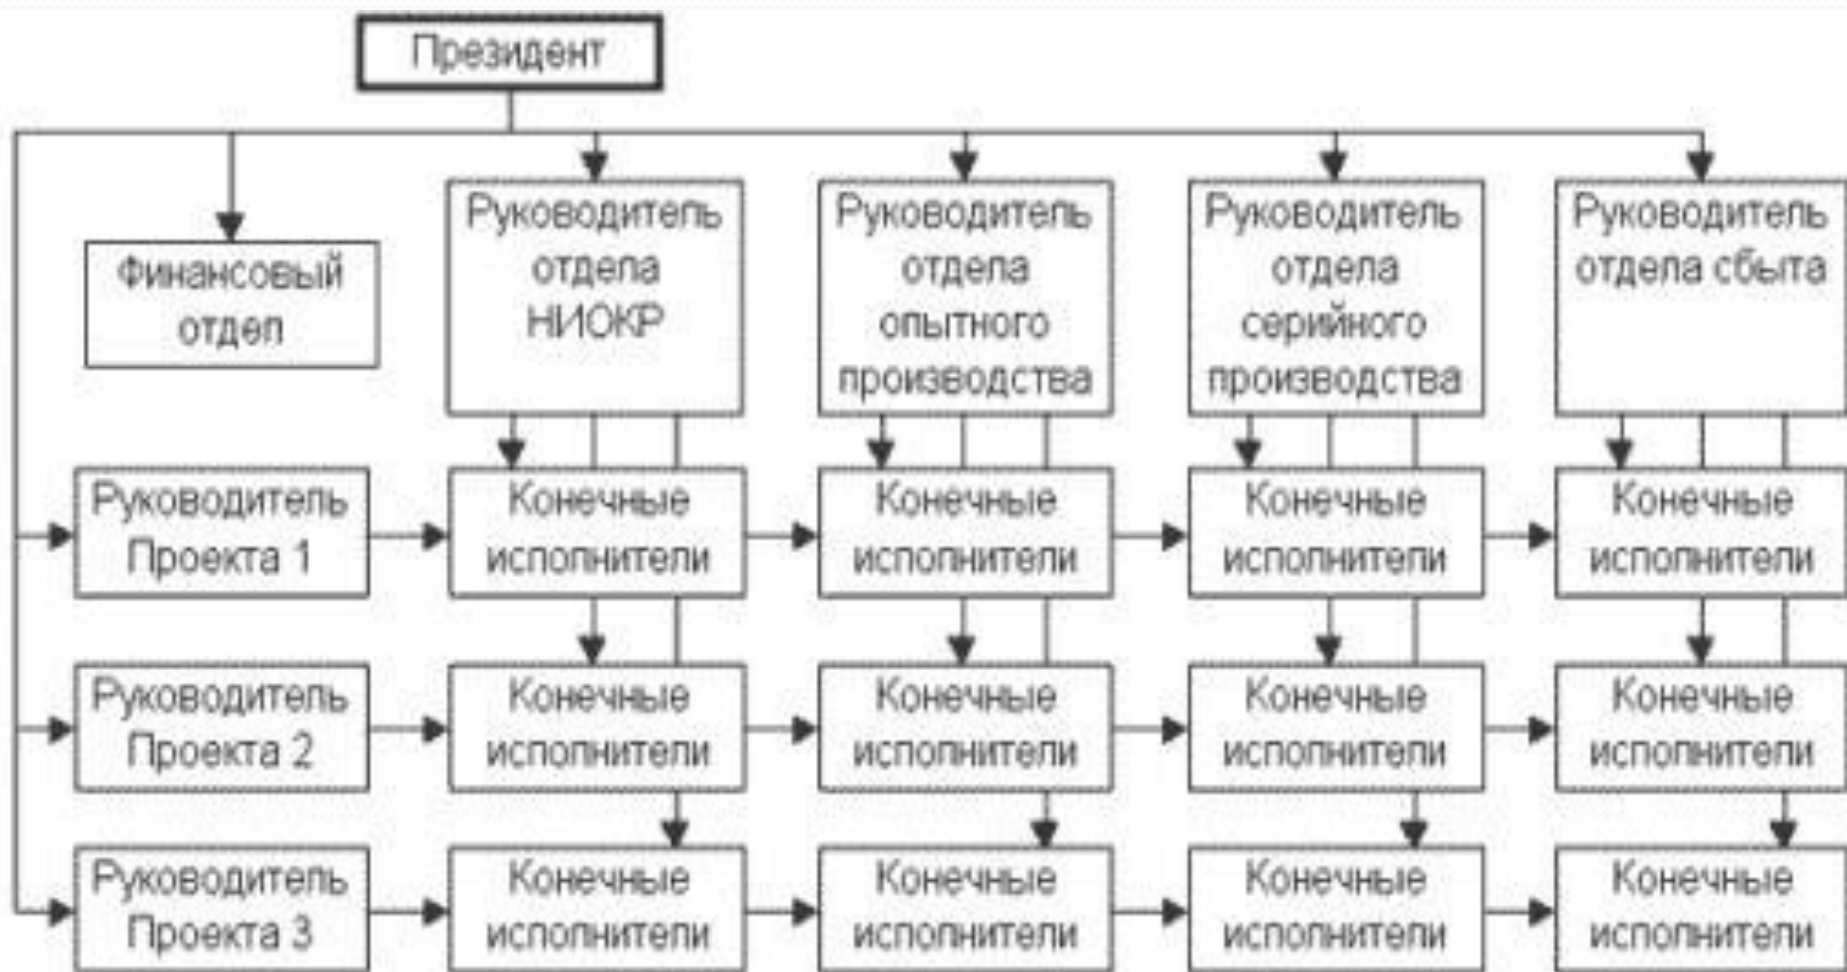 Президент
Финансовый
отдел
Руководитель
отдела
НИОКР
Руководитель
отдела
опытного
производства
Руководитель
отдела
серийного
производства
Руководитель
отдела сбыта
Руководитель
Проекта 1
Конечные
исполнители
Конечные
исполнители
Конечные
исполнители
Конечные
исполнители
Руководитель
Проекта 2
Конечные
исполнители
Конечные
исполнители
Конечные
исполнители
Конечные
исполнители
Руководитель
Проекта 3
Конечные
исполнители
Конечные
исполнители
Конечные
исполнители
Конечные
исполнители